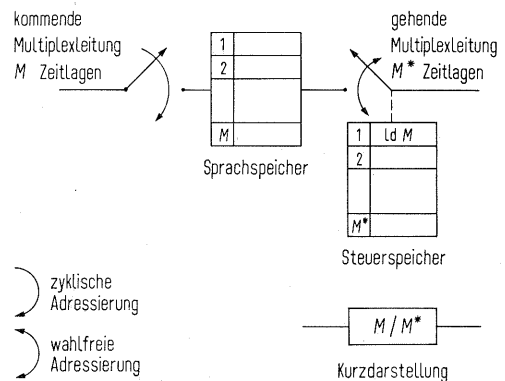 kommende
Multiplexleitung
M Zeitlagen
gehende
Multiplexleitung
M* Zeitlagen
1
2
M
Sprachspeicher
1 ld M
2
M*
Steuerspeicher
zyklische
Adressierung
wahlfreie
Adressierung
M / M*
Kurzdarstellung